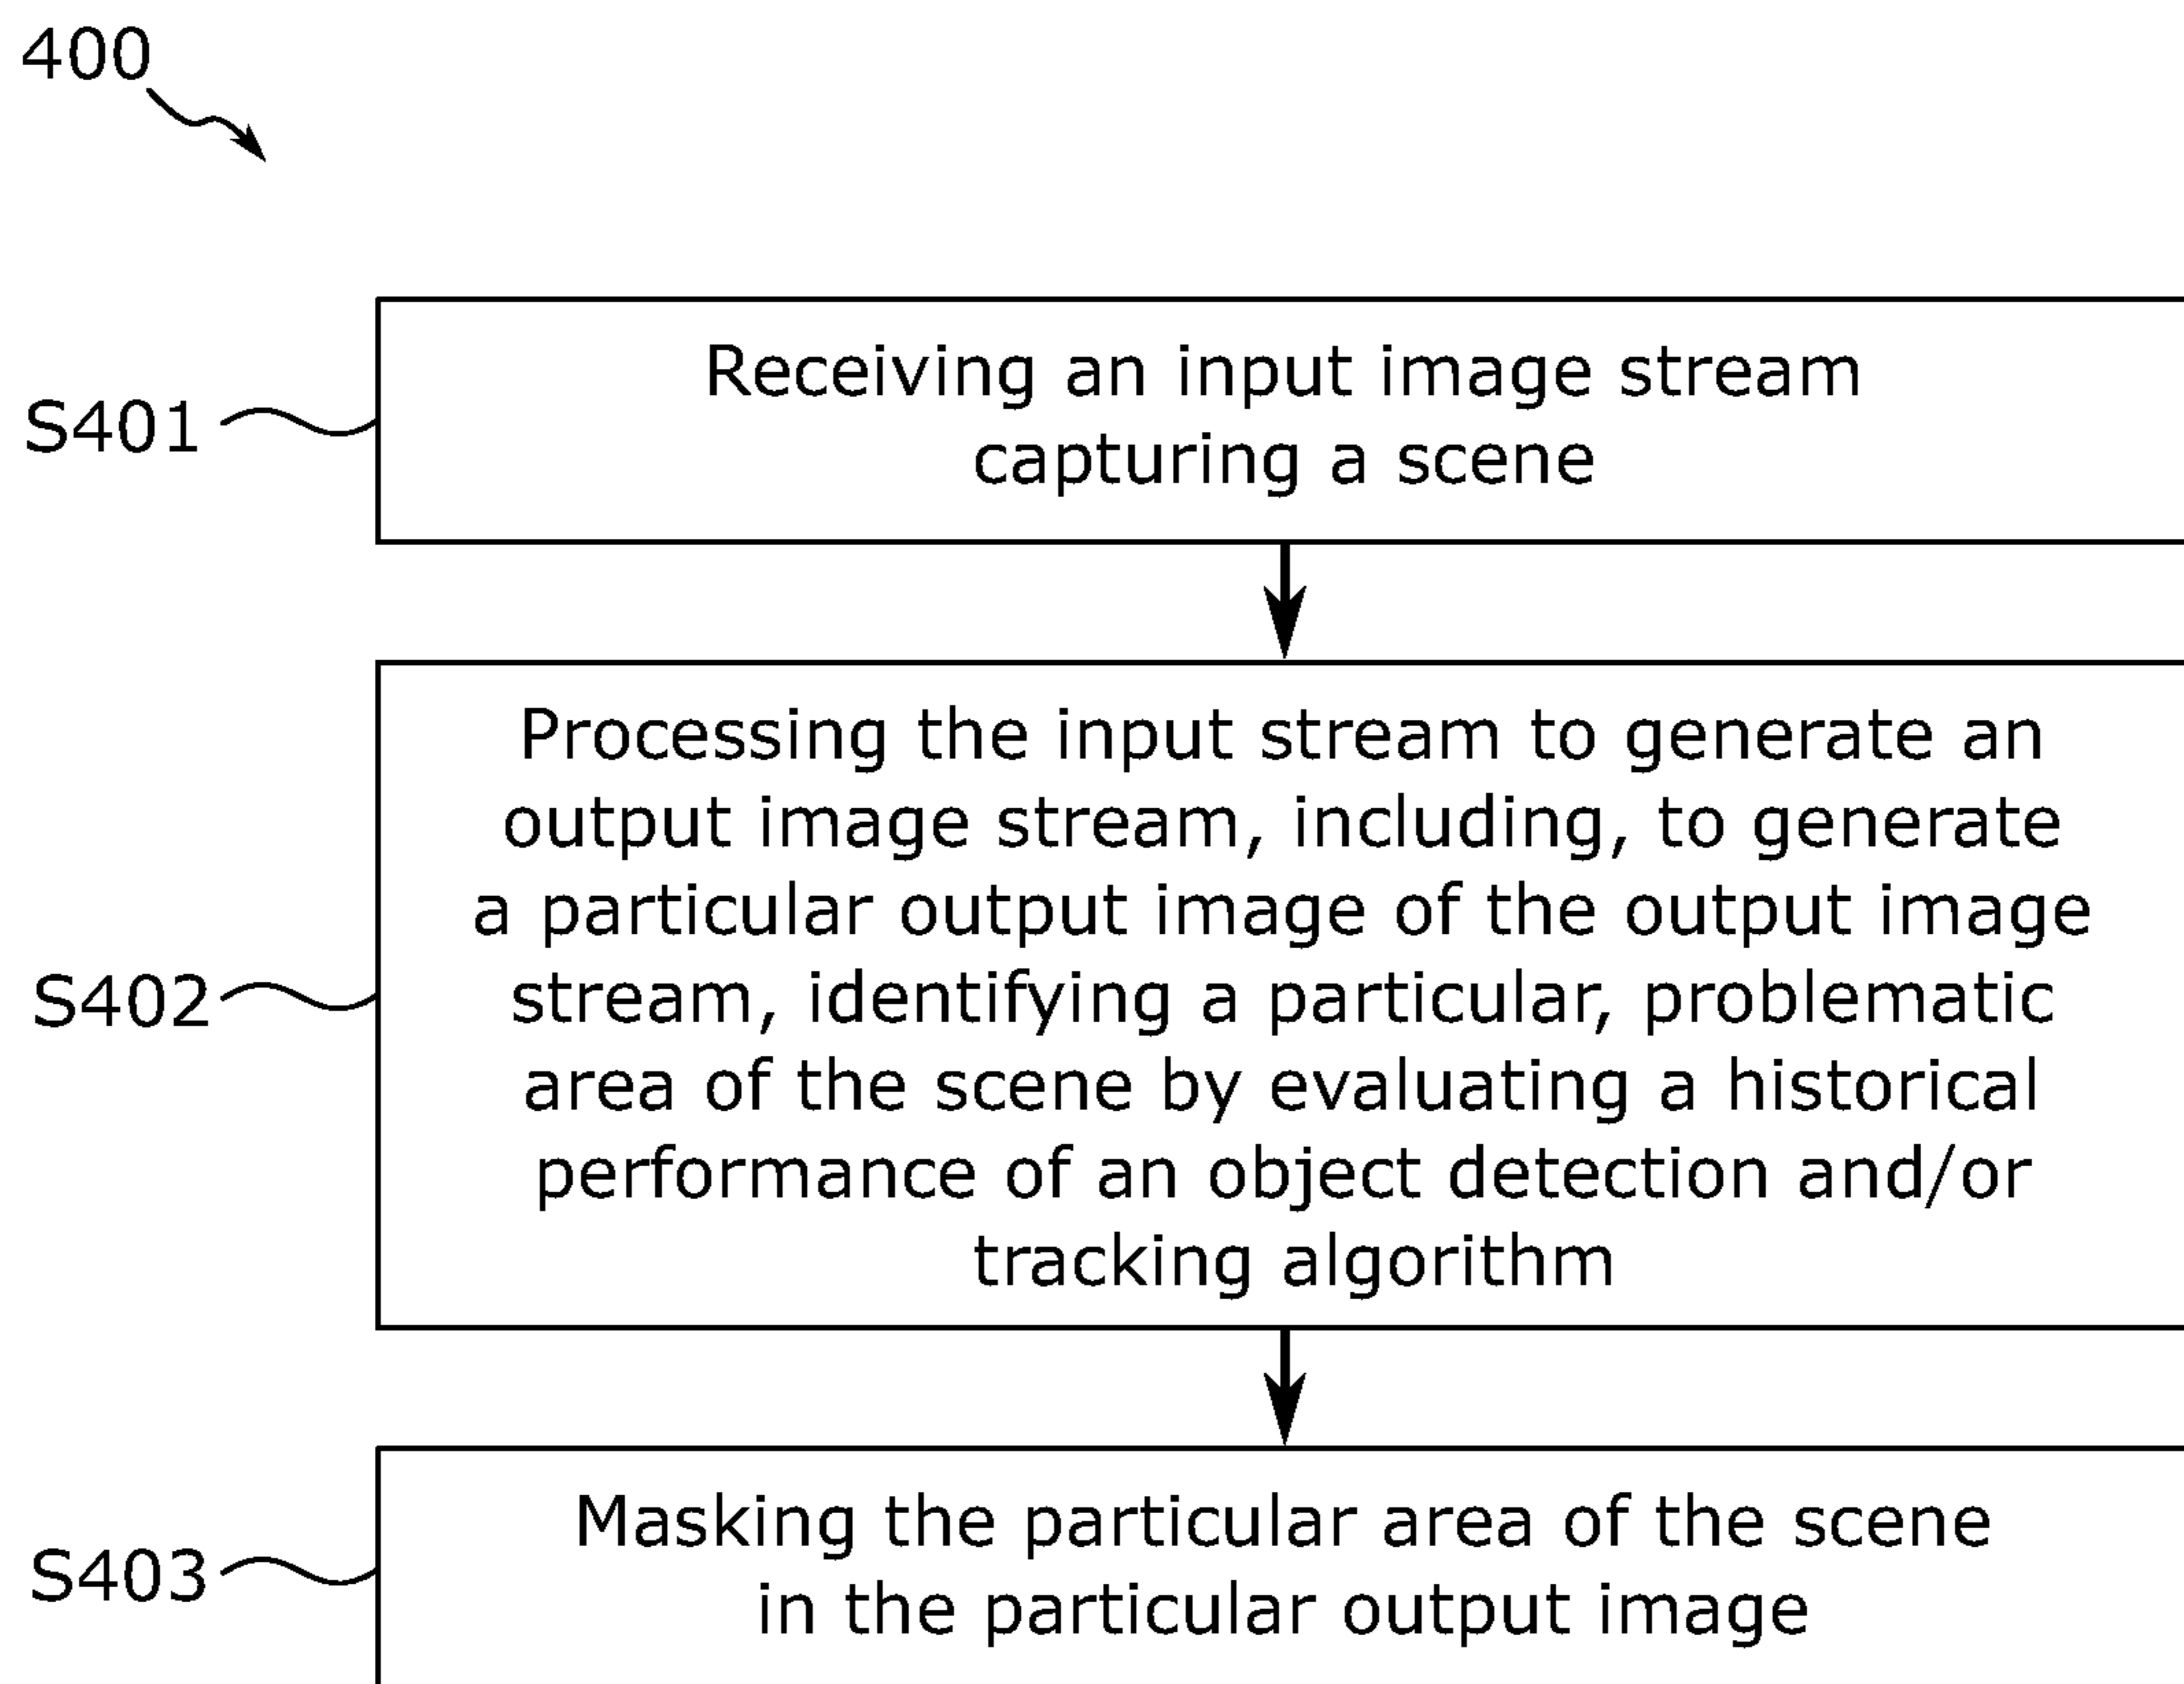 400
S401
Receiving an input image stream
capturing a scene
S402
Processing the input stream to generate an
output image stream, including, to generate
a particular output image of the output image
stream, identifying a particular, problematic
area of the scene by evaluating a historical
performance of an object detection and/or
tracking algorithm
S403
Masking the particular area of the scene
in the particular output image